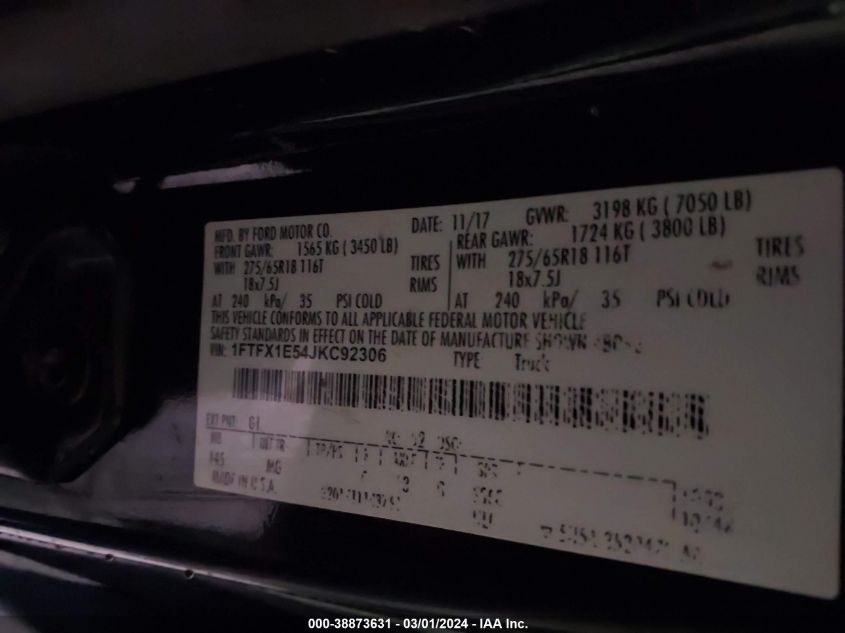 MFD. BY FORD MOTOR CO. DATE: 11/17 GVWR: 3198 KG ( 7050 LB)
FRONT GAWR: 1565 KG ( 3450 LB) REAR GAWR: 1724 KG ( 3800 LB)
WITH 275/65R18 116T TIRES WITH 275/65R18 116T TIRES
18x7.5J RIMS 18x7.5J RIMS
AT 240 kPa/ 35 PSI COLD AT 240 kPa/ 35 PSI COLD
THIS VEHICLE CONFORMS TO ALL APPLICABLE FEDERAL MOTOR VEHICLE
SAFETY STANDARDS IN EFFECT ON THE DATE OF MANUFACTURE SHOWN
VIN: 1FTFX1E54JKC92306 TYPE: Truck
EXT PNT: G1
MADE IN U.S.A.
000-38873631 - 03/01/2024 - IAAI, Inc.